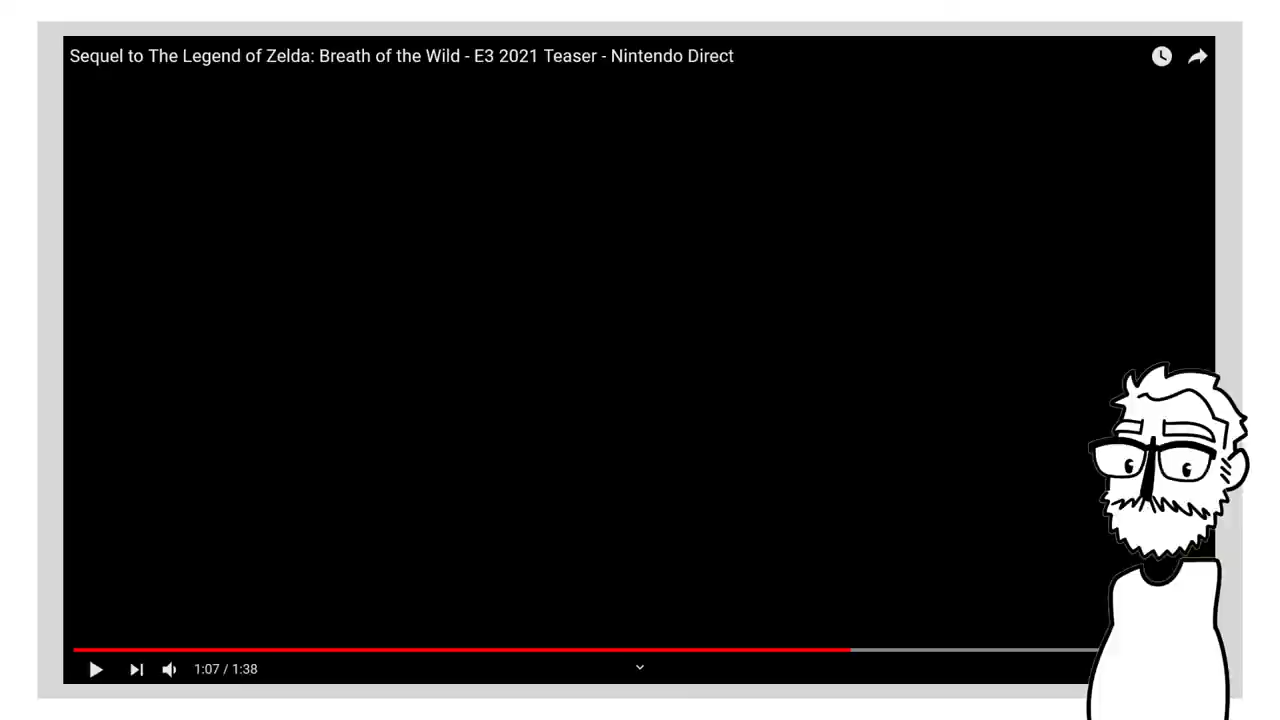 Sequel to The Legend of Zelda: Breath of the Wild - E3 2021 Teaser - Nintendo Direct
1:07 / 1:38